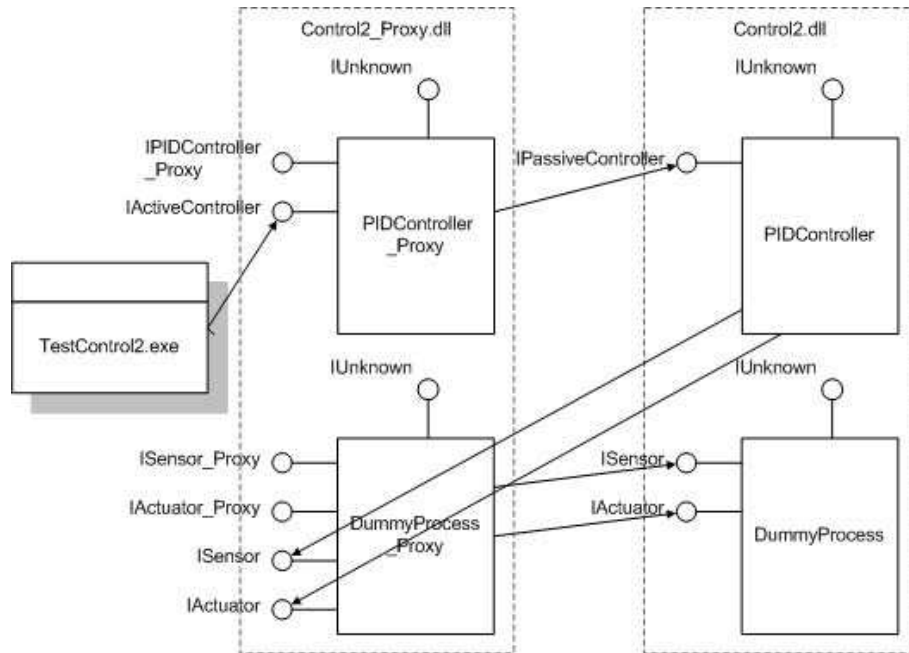 Control2_Proxy.dll
Control2.dll
IUnknown
IUnknown
IPIDController
_Proxy
IPassiveController
IActiveController
PIDController
_Proxy
PIDController
TestControl2.exe
IUnknown
IUnknown
ISensor_Proxy
ISensor
IActuator_Proxy
IActuator
DummyProcess
_Proxy
DummyProcess
ISensor
IActuator